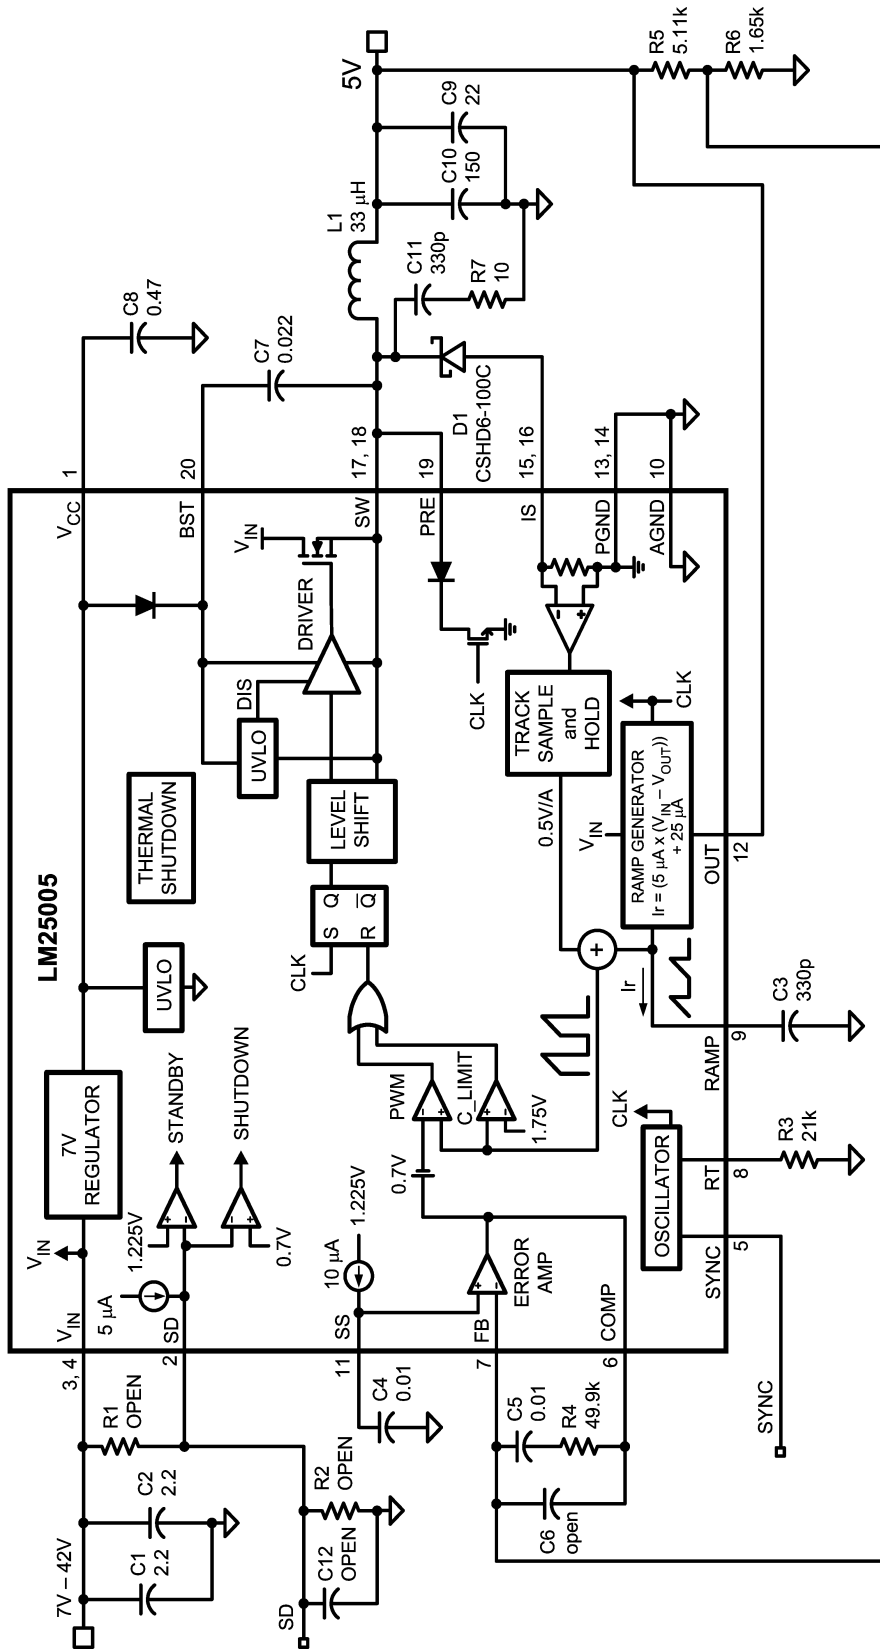 LM25005
7V – 42V
C1
2.2
C2
2.2
R1
OPEN
SD
C12
OPEN
R2
OPEN
3, 4
VIN
VIN
7V
REGULATOR
5 µA
SD
2
1.225V
STANDBY
0.7V
SHUTDOWN
UVLO
THERMAL
SHUTDOWN
VCC
1
C8
0.47
BST
20
C7
0.022
UVLO
DIS
DRIVER
VIN
LEVEL
SHIFT
S Q
R Q
CLK
SW
17, 18
L1
33 µH
5V
C11
330p
R7
10
C10
150
C9
22
R5
5.11k
R6
1.65k
PRE
19
CLK
D1
CSHD6-100C
IS
15, 16
PGND
13, 14
AGND
10
TRACK
SAMPLE
and
HOLD
0.5V/A
VIN
RAMP GENERATOR
Ir = (5 µA x (VIN – VOUT))
+ 25 µA
CLK
OUT
12
+
Ir
RAMP
9
C3
330p
10 µA
1.225V
SS
11
C4
0.01
0.7V
PWM
C_LIMIT
1.75V
ERROR
AMP
FB
7
COMP
6
C5
0.01
R4
49.9k
C6
open
OSCILLATOR
CLK
RT
8
R3
21k
SYNC
5
SYNC